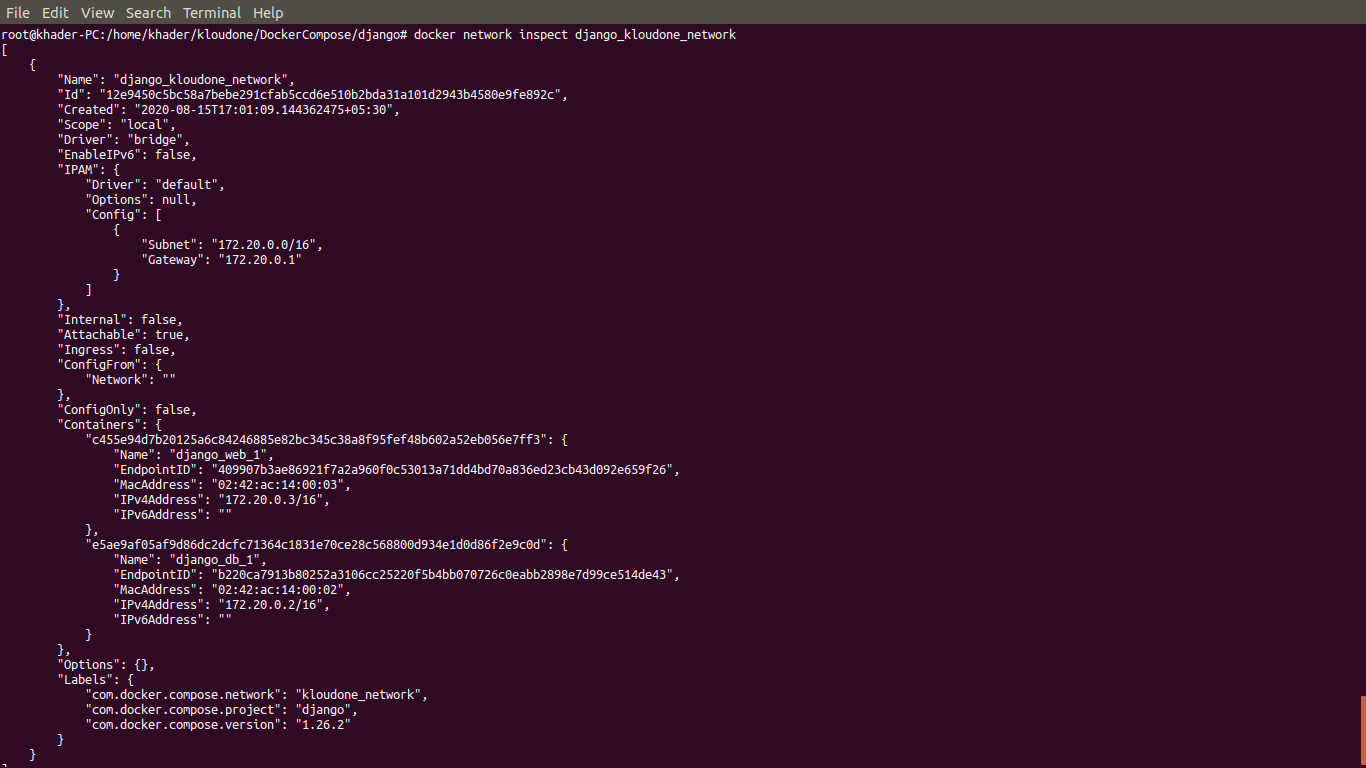 File Edit View Search Terminal Help
root@khader-PC:/home/khader/kloudone/DockerCompose/django# docker network inspect django_kloudone_network
[
    {
        "Name": "django_kloudone_network",
        "Id": "12e9450c5bc58a7bebe291cfab5ccd6e510b2bda31a101d2943b4580e9fe892c",
        "Created": "2020-08-15T17:01:09.144362475+05:30",
        "Scope": "local",
        "Driver": "bridge",
        "EnableIPv6": false,
        "IPAM": {
            "Driver": "default",
            "Options": null,
            "Config": [
                {
                    "Subnet": "172.20.0.0/16",
                    "Gateway": "172.20.0.1"
                }
            ]
        },
        "Internal": false,
        "Attachable": true,
        "Ingress": false,
        "ConfigFrom": {
            "Network": ""
        },
        "ConfigOnly": false,
        "Containers": {
            "c455e94d7b20125a6c84246885e82bc345c38a8f95fef48b602a52eb056e7ff3": {
                "Name": "django_web_1",
                "EndpointID": "409907b3ae86921f7a2a960f0c53013a71dd4bd70a836ed23cb43d092e659f26",
                "MacAddress": "02:42:ac:14:00:03",
                "IPv4Address": "172.20.0.3/16",
                "IPv6Address": ""
            },
            "e5ae9af05af9d86dc2dcfc71364c1831e70ce28c568800d934e1d0d86f2e9c0d": {
                "Name": "django_db_1",
                "EndpointID": "b220ca7913b80252a3106cc25220f5b4bb070726c0eabb2898e7d99ce514de43",
                "MacAddress": "02:42:ac:14:00:02",
                "IPv4Address": "172.20.0.2/16",
                "IPv6Address": ""
            }
        },
        "Options": {},
        "Labels": {
            "com.docker.compose.network": "kloudone_network",
            "com.docker.compose.project": "django",
            "com.docker.compose.version": "1.26.2"
        }
    }